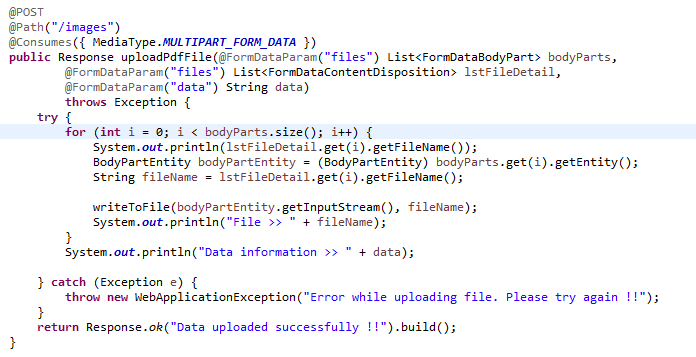 @POST
@Path("/images")
@Consumes({ MediaType.MULTIPART_FORM_DATA })
public Response uploadPdfFile(@FormDataParam("files") List<FormDataBodyPart> bodyParts,
        @FormDataParam("files") List<FormDataContentDisposition> lstFileDetail,
        @FormDataParam("data") String data)
        throws Exception {
    try {
        for (int i = 0; i < bodyParts.size(); i++) {
            System.out.println(lstFileDetail.get(i).getFileName());
            BodyPartEntity bodyPartEntity = (BodyPartEntity) bodyParts.get(i).getEntity();
            String fileName = lstFileDetail.get(i).getFileName();

            writeToFile(bodyPartEntity.getInputStream(), fileName);
            System.out.println("File >> " + fileName);
        }
        System.out.println("Data information >> " + data);

    } catch (Exception e) {
        throw new WebApplicationException("Error while uploading file. Please try again !!");
    }
    return Response.ok("Data uploaded successfully !!").build();
}